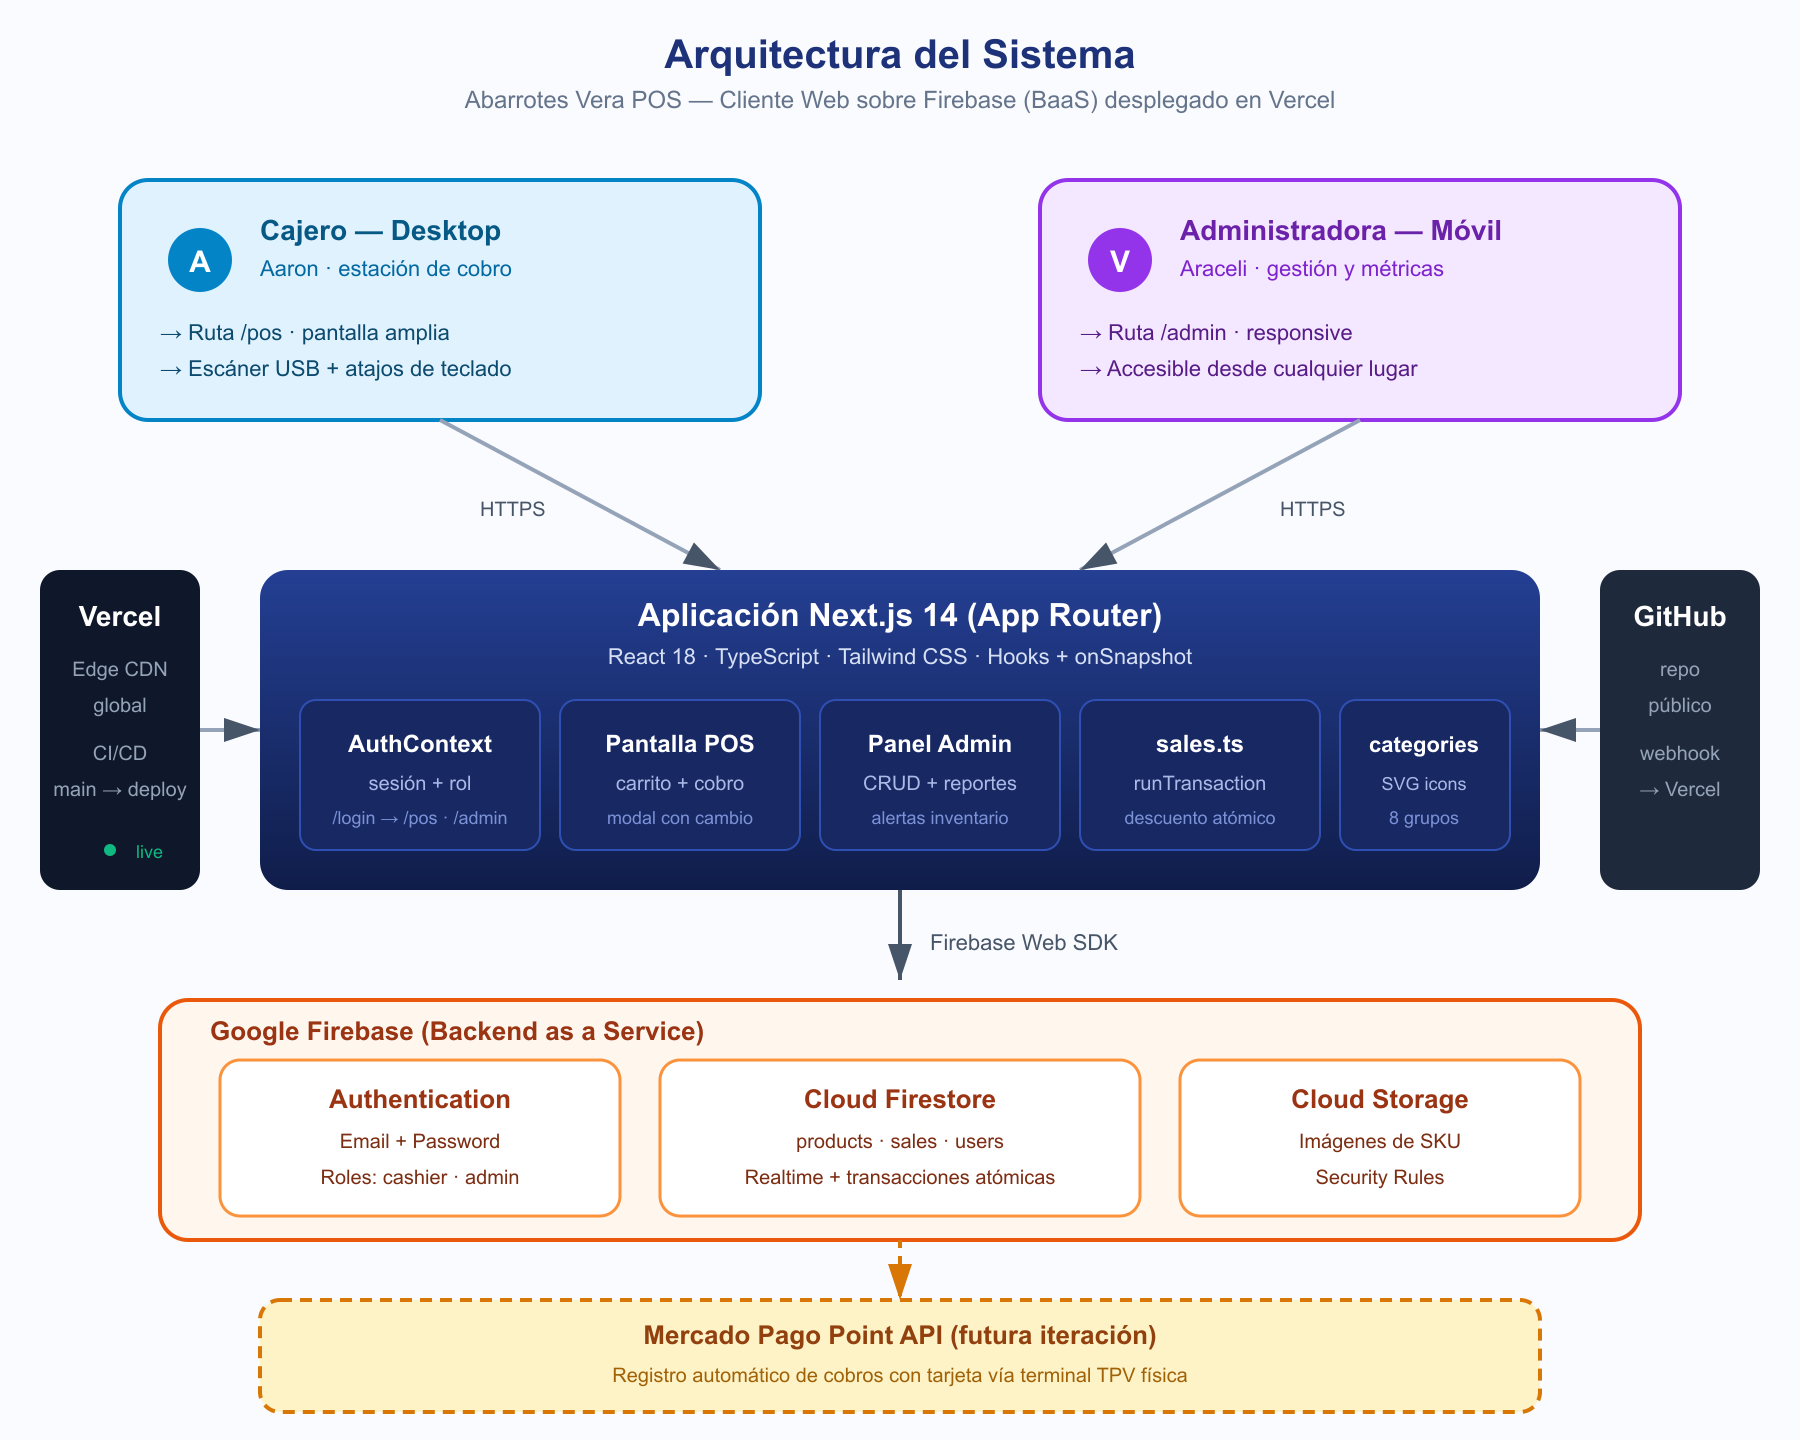 Arquitectura del Sistema
Abarrotes Vera POS — Cliente Web sobre Firebase (BaaS) desplegado en Vercel
A
Cajero — Desktop
Aaron · estación de cobro
→ Ruta /pos · pantalla amplia
→ Escáner USB + atajos de teclado
V
Administradora — Móvil
Araceli · gestión y métricas
→ Ruta /admin · responsive
→ Accesible desde cualquier lugar
HTTPS
HTTPS
Vercel
Edge CDN
global
CI/CD
main → deploy
live
Aplicación Next.js 14 (App Router)
React 18 · TypeScript · Tailwind CSS · Hooks + onSnapshot
AuthContext
sesión + rol
/login → /pos · /admin
Pantalla POS
carrito + cobro
modal con cambio
Panel Admin
CRUD + reportes
alertas inventario
sales.ts
runTransaction
descuento atómico
categories
SVG icons
8 grupos
GitHub
repo
público
webhook
→ Vercel
Firebase Web SDK
Google Firebase (Backend as a Service)
Authentication
Email + Password
Roles: cashier · admin
Cloud Firestore
products · sales · users
Realtime + transacciones atómicas
Cloud Storage
Imágenes de SKU
Security Rules
Mercado Pago Point API (futura iteración)
Registro automático de cobros con tarjeta vía terminal TPV física